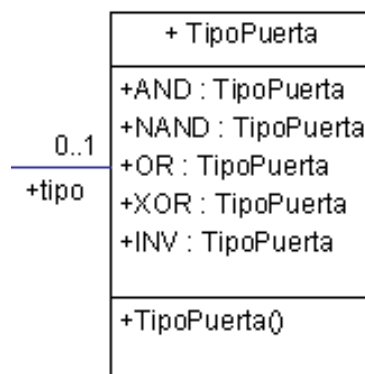 + TipoPuerta
+AND : TipoPuerta
+NAND : TipoPuerta
+OR : TipoPuerta
+XOR : TipoPuerta
+INV : TipoPuerta
+TipoPuerta()
0..1
+tipo